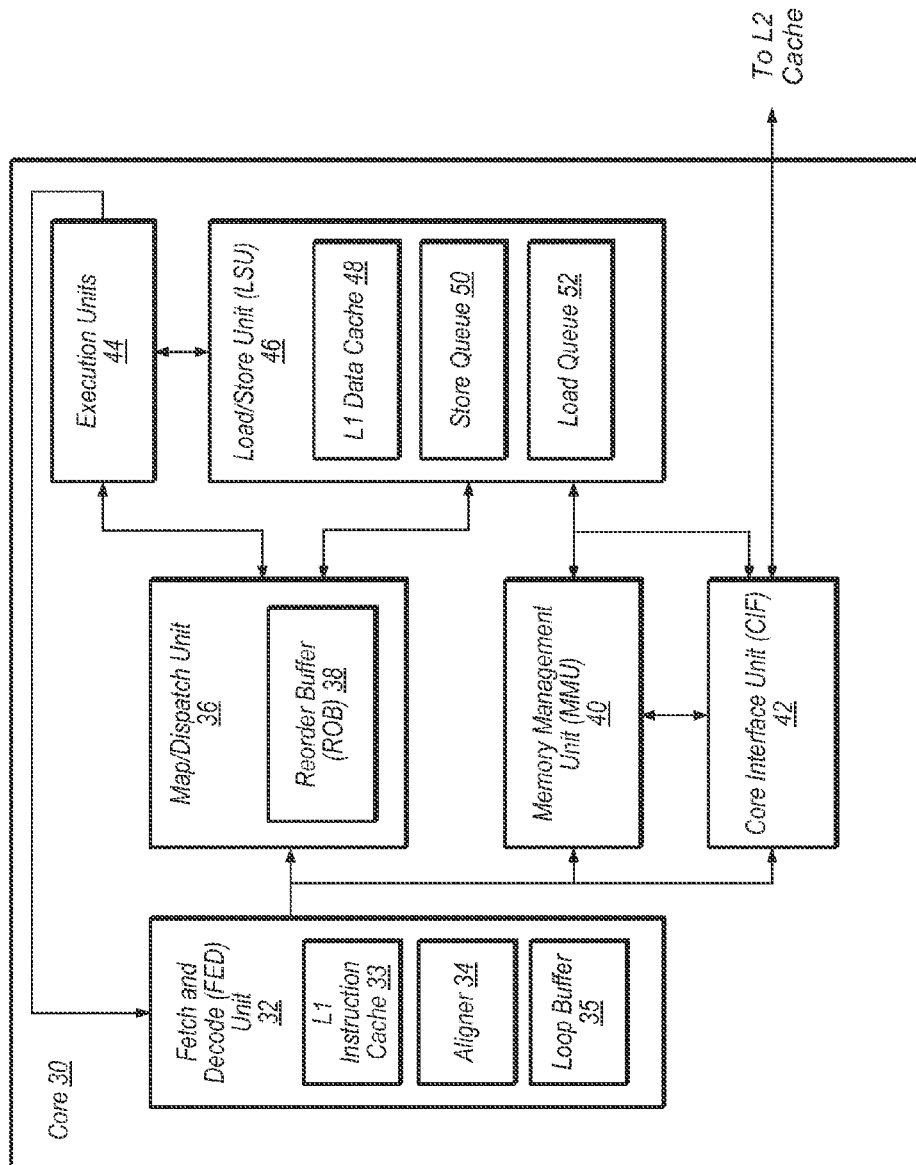 Core 30
Fetch and
Decode (FED)
Unit
32
L1
Instruction
Cache 33
Aligner 34
Loop Buffer
35
Map/Dispatch Unit
36
Reorder Buffer
(ROB) 38
Memory Management
Unit (MMU)
40
Core Interface Unit (CIF)
42
Execution Units
44
Load/Store Unit (LSU)
46
L1 Data Cache 48
Store Queue 50
Load Queue 52
To L2
Cache